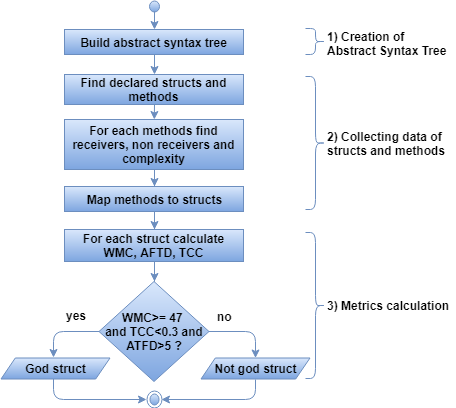 Build abstract syntax tree
1) Creation of
Abstract Syntax Tree
Find declared structs and
methods
For each methods find
receivers, non receivers and
complexity
2) Collecting data of
structs and methods
Map methods to structs
For each struct calculate
WMC, AFTD, TCC
yes
no
WMC>= 47
and TCC<0.3 and
ATFD>5 ?
3) Metrics calculation
God struct
Not god struct